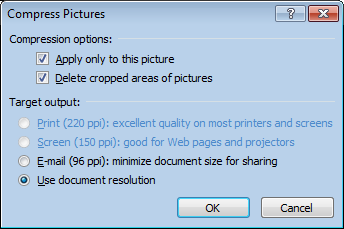 Compress Pictures
Compression options:
Apply only to this picture
Delete cropped areas of pictures
Target output:
Print (220 ppi): excellent quality on most printers and screens
Screen (150 ppi): good for Web pages and projectors
E-mail (96 ppi): minimize document size for sharing
Use document resolution
OK Cancel